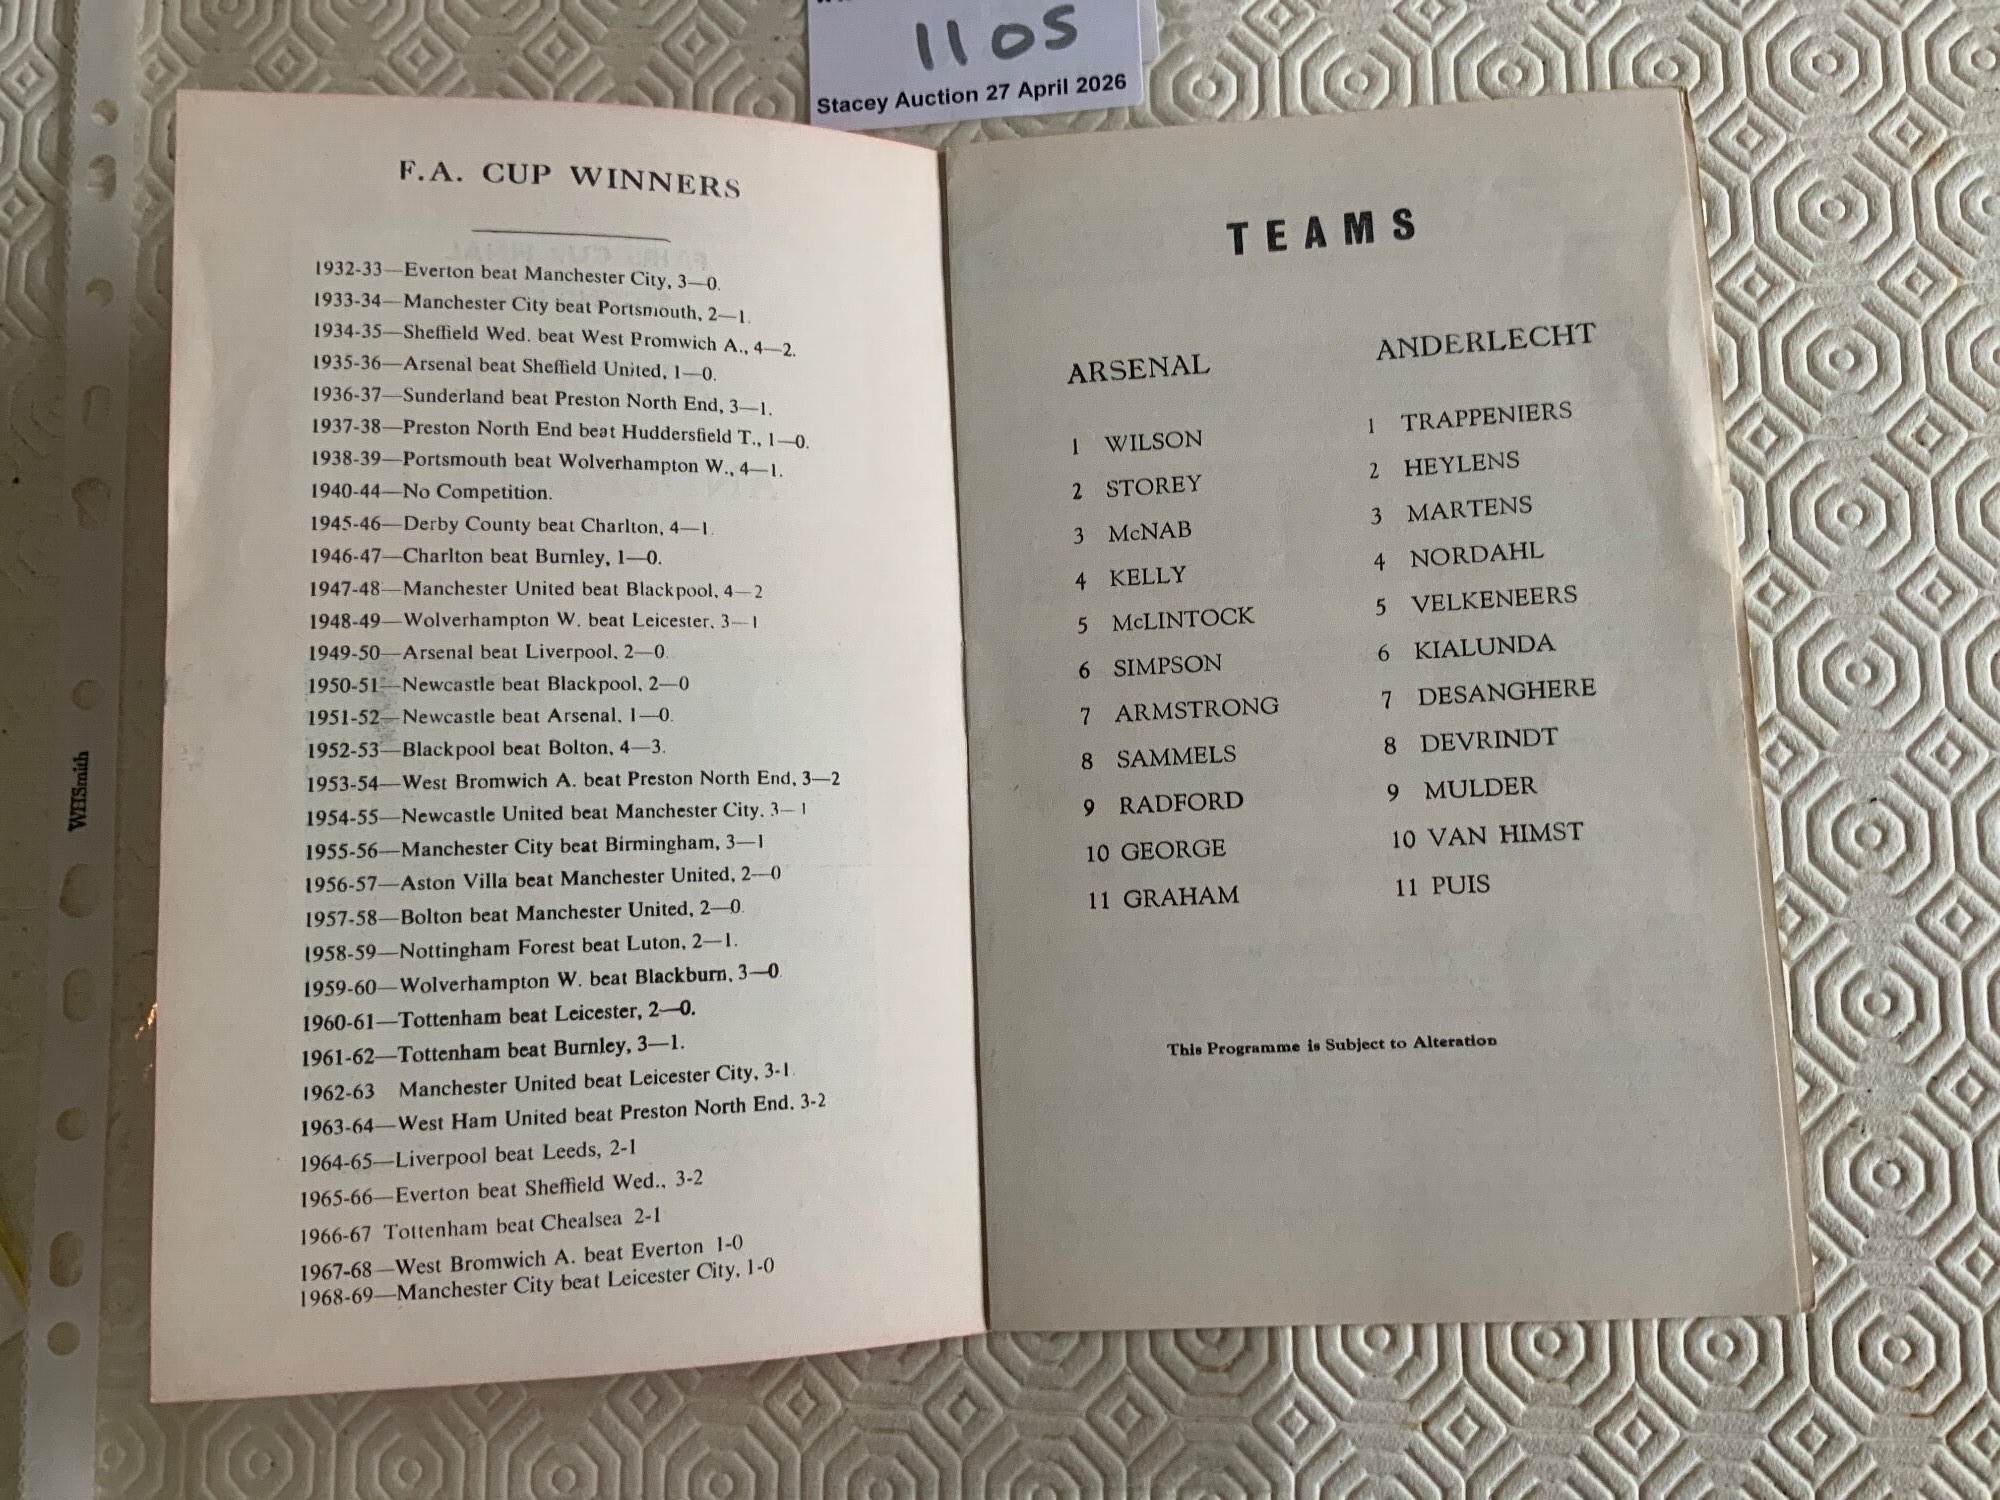 1105
Stacey Auction 27 April 2026
WHSmith
F.A. CUP WINNERS
1932-33—Everton beat Manchester City, 3—0.
1933-34—Manchester City beat Portsmouth, 2—1.
1934-35—Sheffield Wed. beat West Promwich A., 4—2.
1935-36—Arsenal beat Sheffield United, 1—0.
1936-37—Sunderland beat Preston North End, 3—1.
1937-38—Preston North End beat Huddersfield T., 1—0.
1938-39—Portsmouth beat Wolverhampton W., 4—1.
1940-44—No Competition.
1945-46—Derby County beat Charlton, 4—1.
1946-47—Charlton beat Burnley, 1—0.
1947-48—Manchester United beat Blackpool, 4—2
1948-49—Wolverhampton W. beat Leicester, 3—1
1949-50—Arsenal beat Liverpool, 2—0.
1950-51—Newcastle beat Blackpool, 2—0
1951-52—Newcastle beat Arsenal, 1—0.
1952-53—Blackpool beat Bolton, 4—3.
1953-54—West Bromwich A. beat Preston North End, 3—2
1954-55—Newcastle United beat Manchester City. 3—1
1955-56—Manchester City beat Birmingham, 3—1
1956-57—Aston Villa beat Manchester United, 2—0
1957-58—Bolton beat Manchester United, 2—0.
1958-59—Nottingham Forest beat Luton, 2—1.
1959-60—Wolverhampton W. beat Blackburn, 3—0
1960-61—Tottenham beat Leicester, 2—0.
1961-62—Tottenham beat Burnley, 3—1.
1962-63 Manchester United beat Leicester City, 3-1.
1963-64—West Ham United beat Preston North End. 3-2
1964-65—Liverpool beat Leeds, 2-1
1965-66—Everton beat Sheffield Wed., 3-2
1966-67 Tottenham beat Chealsea 2-1
1967-68—West Bromwich A. beat Everton 1-0
1968-69—Manchester City beat Leicester City, 1-0
TEAMS
ARSENAL
1 WILSON
2 STOREY
3 McNAB
4 KELLY
5 McLINTOCK
6 SIMPSON
7 ARMSTRONG
8 SAMMELS
9 RADFORD
10 GEORGE
11 GRAHAM
ANDERLECHT
1 TRAPPENIERS
2 HEYLENS
3 MARTENS
4 NORDAHL
5 VELKENEERS
6 KIALUNDA
7 DESANGHERE
8 DEVRINDT
9 MULDER
10 VAN HIMST
11 PUIS
This Programme is Subject to Alteration